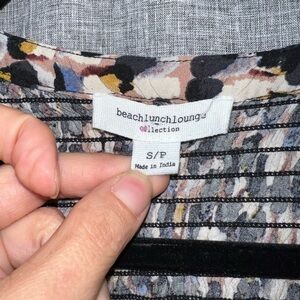 beachlunchlounge
collection
S/P
Made in India